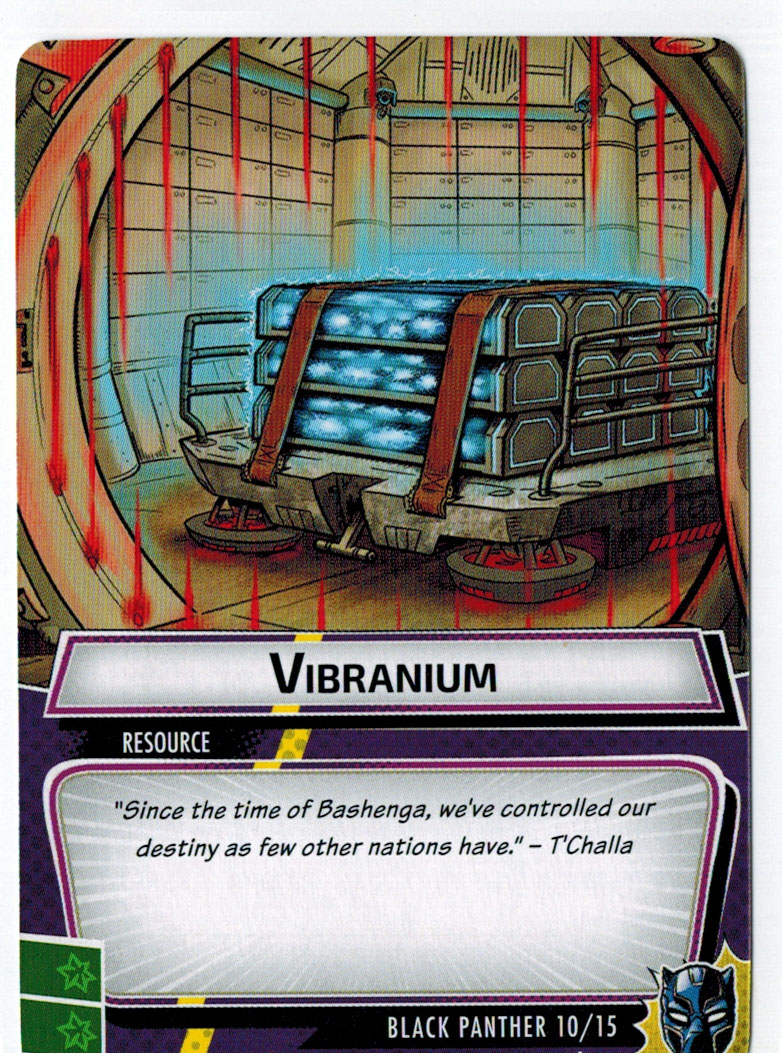 VIBRANIUM
RESOURCE
"Since the time of Bashenga, we've controlled our
destiny as few other nations have." – T'Challa
BLACK PANTHER 10/15